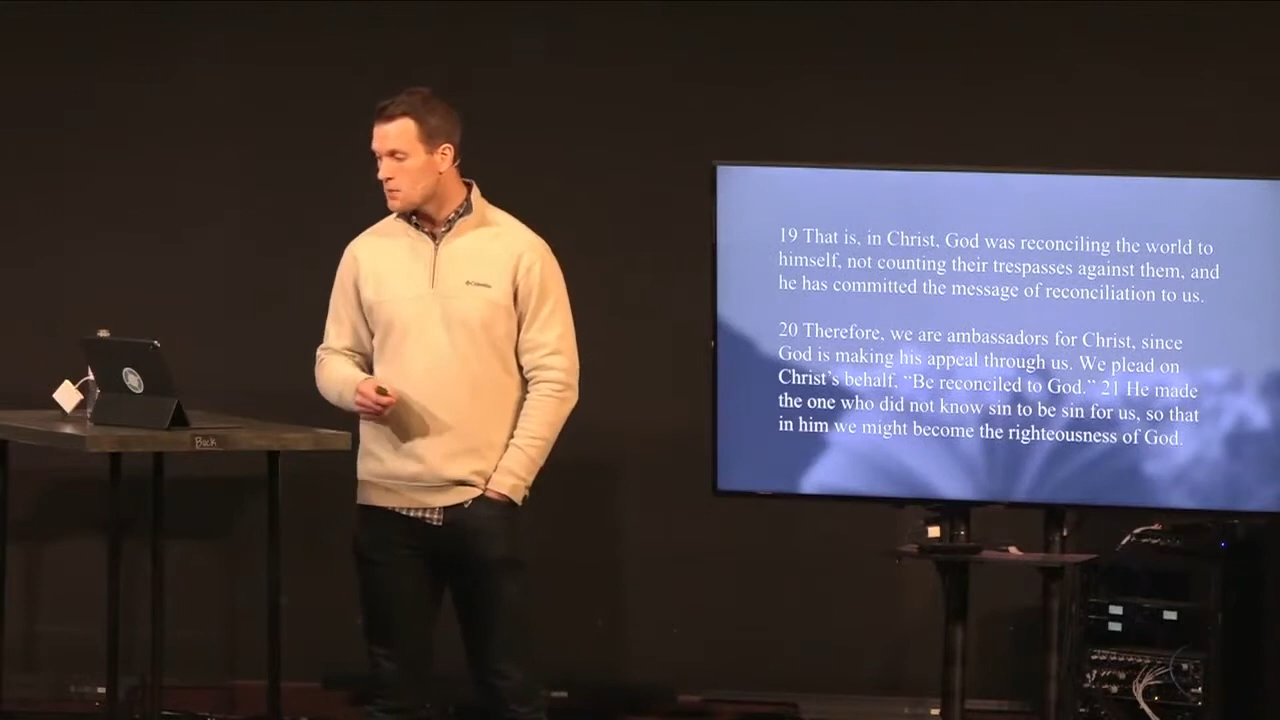 19 That is, in Christ, God was reconciling the world to
himself, not counting their trespasses against them, and
he has committed the message of reconciliation to us.
20 Therefore, we are ambassadors for Christ, since
God is making his appeal through us. We plead on
Christ's behalf, “Be reconciled to God.” 21 He made
the one who did not know sin to be sin for us, so that
in him we might become the righteousness of God.
Columbia
Back